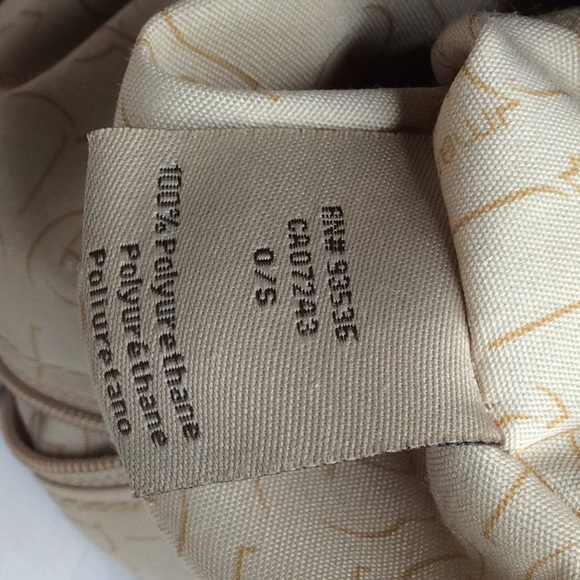 RN# 93536
CA07243
O/S
100% Polyurethane
Polyuréthane
Poliuretano